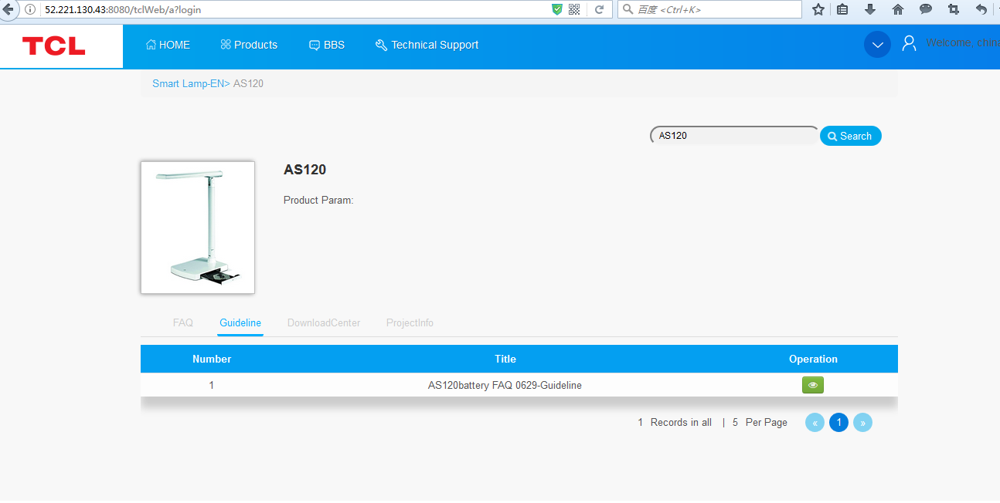 52.221.130.43:8080/tclWeb/a?login
百度 <Ctrl+K>
TCL
HOME
Products
BBS
Technical Support
Welcome, china
Smart Lamp-EN> AS120
AS120
Search
AS120
Product Param:
FAQ
Guideline
DownloadCenter
ProjectInfo
Number Title Operation
1 AS120battery FAQ 0629-Guideline
1 Records in all | 5 Per Page « 1 »